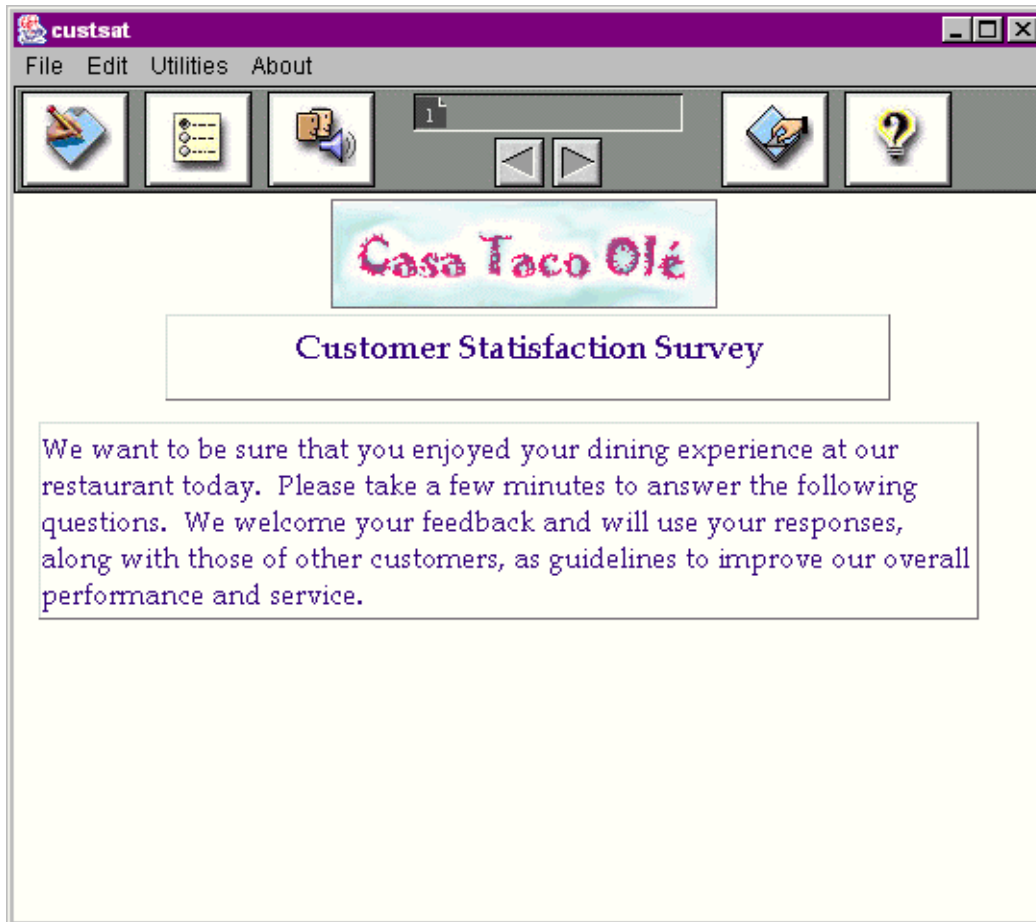 custsat
File Edit Utilities About
1
Casa Taco Olé
Customer Statisfaction Survey
We want to be sure that you enjoyed your dining experience at our
restaurant today. Please take a few minutes to answer the following
questions. We welcome your feedback and will use your responses,
along with those of other customers, as guidelines to improve our overall
performance and service.